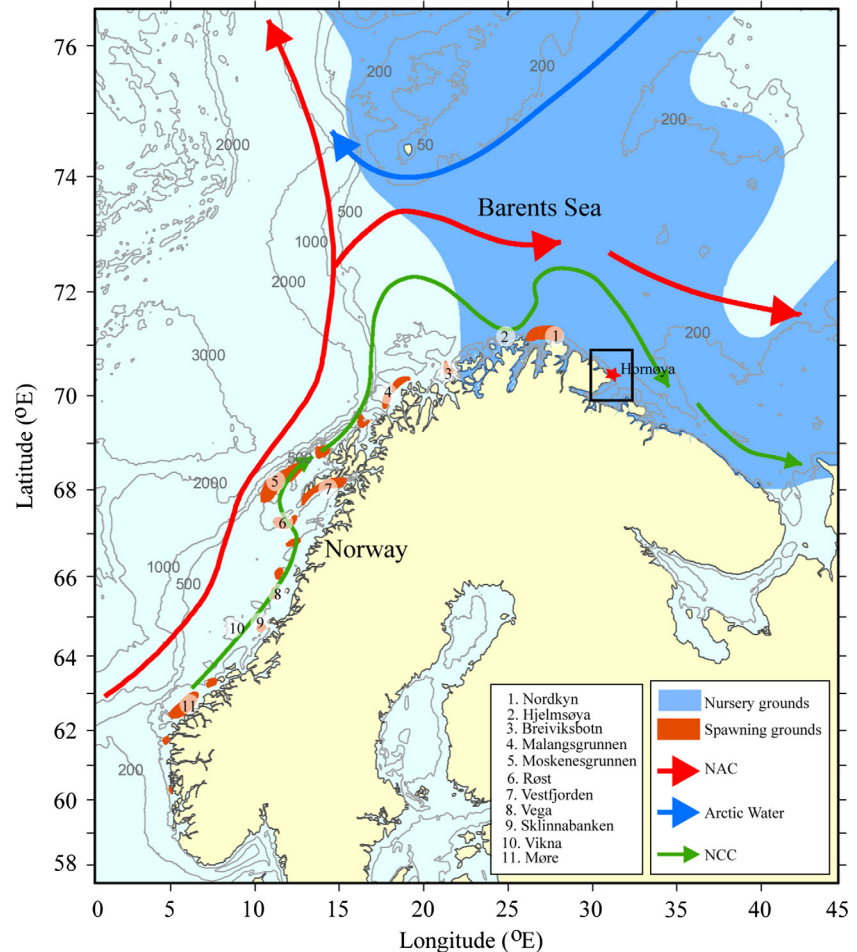 76
74
72
70
68
66
64
62
60
58
Latitude (ºE)
0
5
10
15
20
25
30
35
40
45
Longitude (ºE)
200
200
200
2000
50
500
1000
2000
3000
200
2000
1000
500
200
Barents Sea
Hornøya
Norway
1
2
3
4
5
6
7
8
9
10
11
1. Nordkyn
2. Hjelmsøya
3. Breiviksbotn
4. Malangsgrunnen
5. Moskenesgrunnen
6. Røst
7. Vestfjorden
8. Vega
9. Sklinnabanken
10. Vikna
11. Møre
Nursery grounds
Spawning grounds
NAC
Arctic Water
NCC